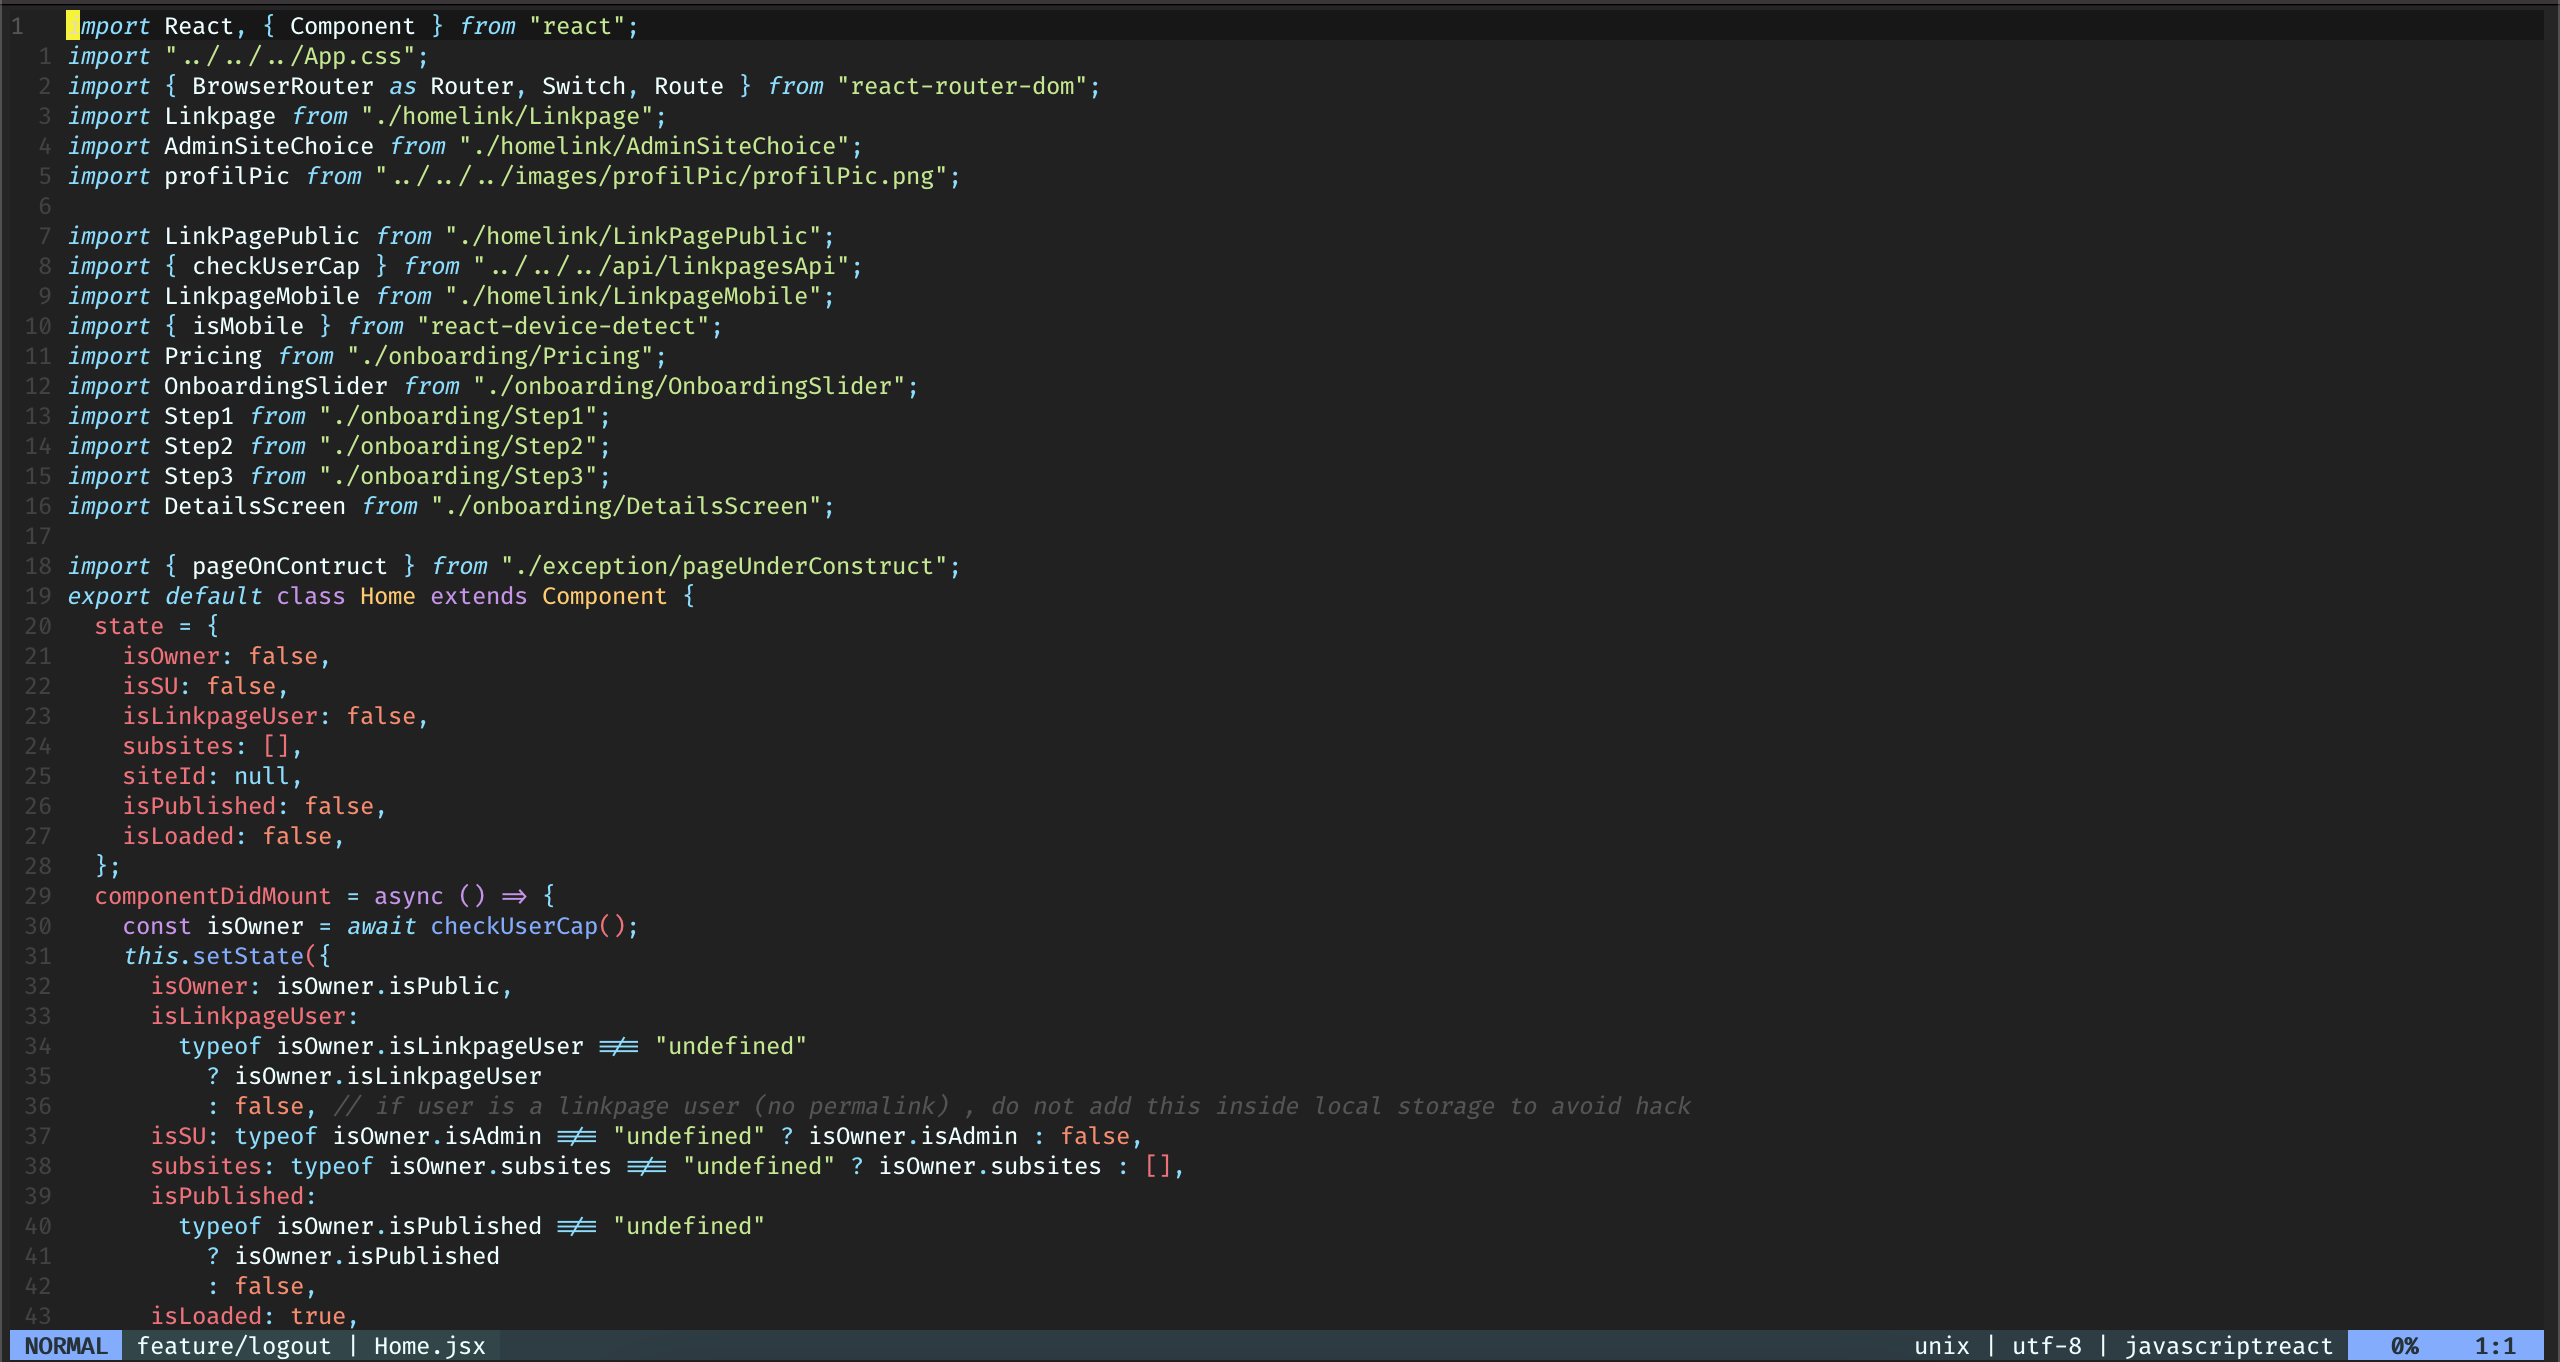 1   import React, { Component } from "react";
  1 import "../../../App.css";
  2 import { BrowserRouter as Router, Switch, Route } from "react-router-dom";
  3 import Linkpage from "./homelink/Linkpage";
  4 import AdminSiteChoice from "./homelink/AdminSiteChoice";
  5 import profilPic from "../../../images/profilPic/profilPic.png";
  6
  7 import LinkPagePublic from "./homelink/LinkPagePublic";
  8 import { checkUserCap } from "../../../api/linkpagesApi";
  9 import LinkpageMobile from "./homelink/LinkpageMobile";
 10 import { isMobile } from "react-device-detect";
 11 import Pricing from "./onboarding/Pricing";
 12 import OnboardingSlider from "./onboarding/OnboardingSlider";
 13 import Step1 from "./onboarding/Step1";
 14 import Step2 from "./onboarding/Step2";
 15 import Step3 from "./onboarding/Step3";
 16 import DetailsScreen from "./onboarding/DetailsScreen";
 17
 18 import { pageOnContruct } from "./exception/pageUnderConstruct";
 19 export default class Home extends Component {
 20   state = {
 21     isOwner: false,
 22     isSU: false,
 23     isLinkpageUser: false,
 24     subsites: [],
 25     siteId: null,
 26     isPublished: false,
 27     isLoaded: false,
 28   };
 29   componentDidMount = async () => {
 30     const isOwner = await checkUserCap();
 31     this.setState({
 32       isOwner: isOwner.isPublic,
 33       isLinkpageUser:
 34         typeof isOwner.isLinkpageUser !== "undefined"
 35           ? isOwner.isLinkpageUser
 36           : false, // if user is a linkpage user (no permalink) , do not add this inside local storage to avoid hack
 37       isSU: typeof isOwner.isAdmin !== "undefined" ? isOwner.isAdmin : false,
 38       subsites: typeof isOwner.subsites !== "undefined" ? isOwner.subsites : [],
 39       isPublished:
 40         typeof isOwner.isPublished !== "undefined"
 41           ? isOwner.isPublished
 42           : false,
 43       isLoaded: true,
NORMAL feature/logout | Home.jsx unix | utf-8 | javascriptreact 0% 1:1